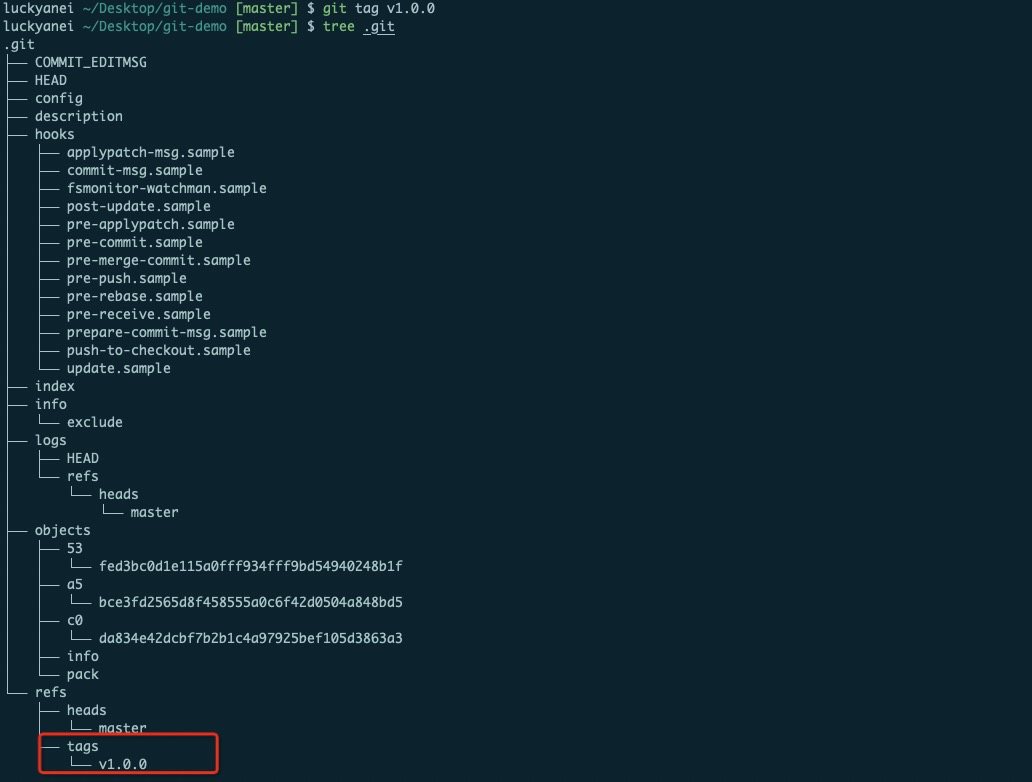 luckyanei ~/Desktop/git-demo [master] $ git tag v1.0.0
luckyanei ~/Desktop/git-demo [master] $ tree .git
.git
├── COMMIT_EDITMSG
├── HEAD
├── config
├── description
├── hooks
│   ├── applypatch-msg.sample
│   ├── commit-msg.sample
│   ├── fsmonitor-watchman.sample
│   ├── post-update.sample
│   ├── pre-applypatch.sample
│   ├── pre-commit.sample
│   ├── pre-merge-commit.sample
│   ├── pre-push.sample
│   ├── pre-rebase.sample
│   ├── pre-receive.sample
│   ├── prepare-commit-msg.sample
│   ├── push-to-checkout.sample
│   └── update.sample
├── index
├── info
│   └── exclude
├── logs
│   ├── HEAD
│   └── refs
│       └── heads
│           └── master
├── objects
│   ├── 53
│   │   └── fed3bc0d1e115a0fff934fff9bd54940248b1f
│   ├── a5
│   │   └── bce3fd2565d8f458555a0c6f42d0504a848bd5
│   ├── c0
│   │   └── da834e42dcbf7b2b1c4a97925bef105d3863a3
│   ├── info
│   └── pack
└── refs
    ├── heads
    │   └── master
    └── tags
        └── v1.0.0